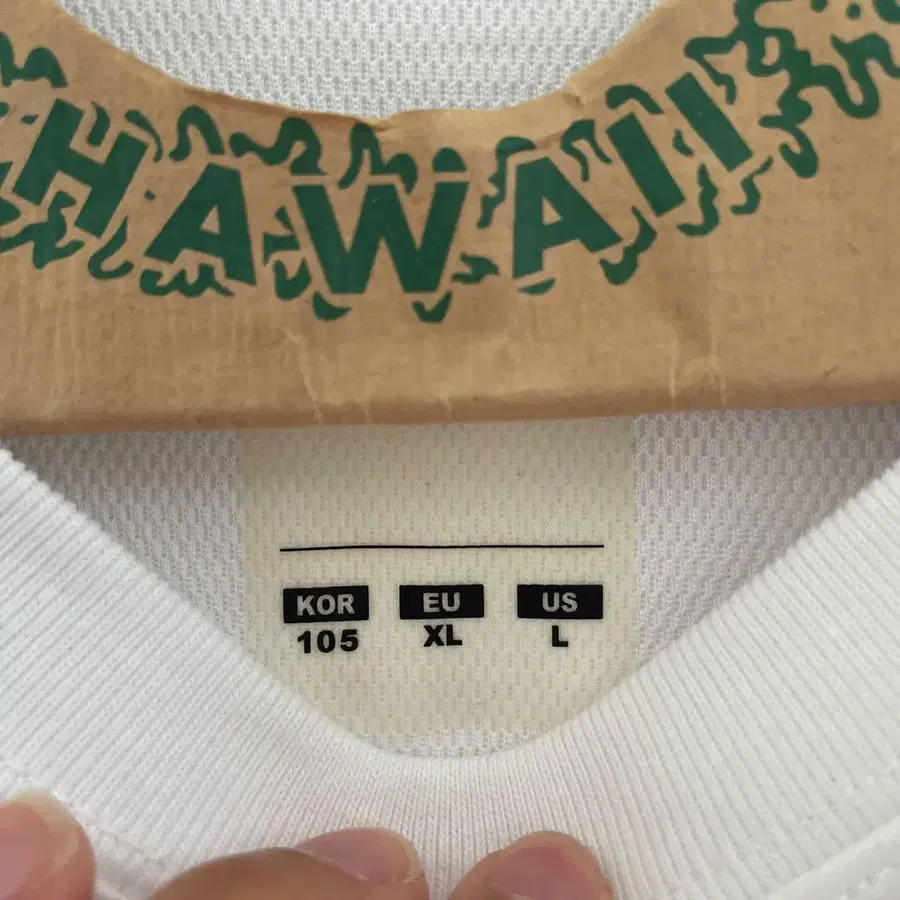 HAWAII
KOR EU US
105 XL L